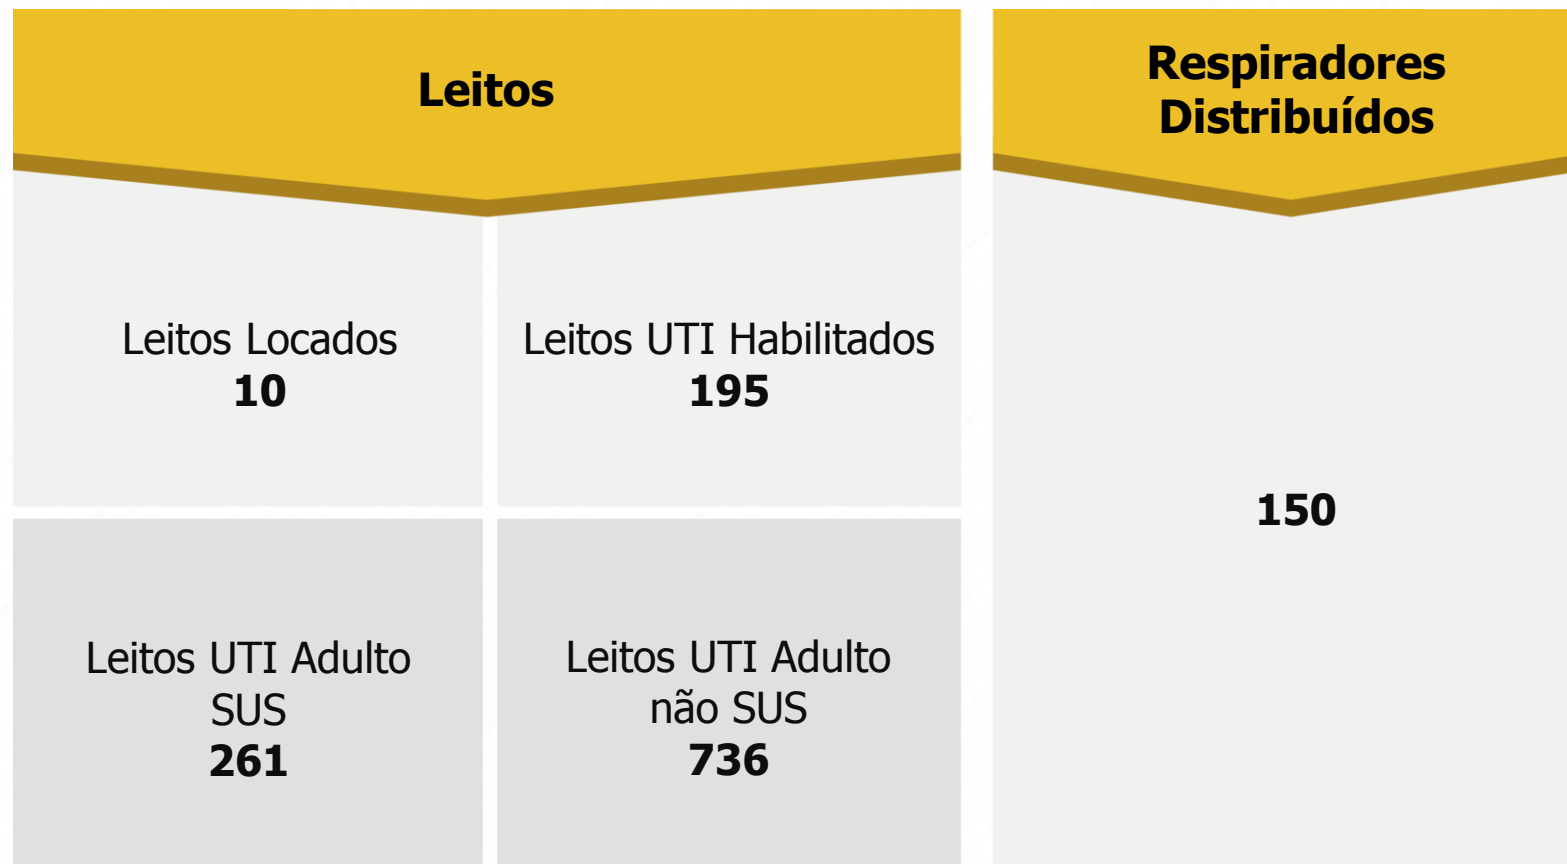 Leitos
Leitos Locados
10
Leitos UTI Habilitados
195
Leitos UTI Adulto
SUS
261
Leitos UTI Adulto
não SUS
736
Respiradores
Distribuídos
150